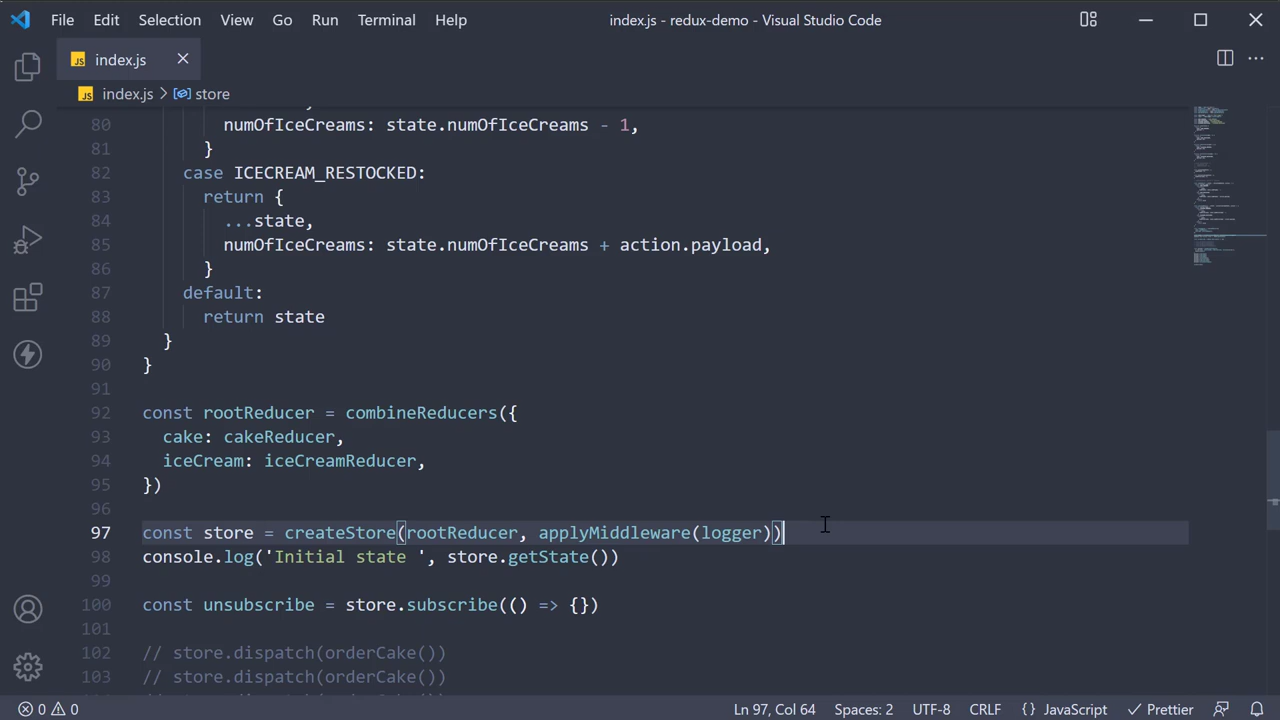 File Edit Selection View Go Run Terminal Help index.js - redux-demo - Visual Studio Code
JS index.js
JS index.js > store
80 numOfIceCreams: state.numOfIceCreams - 1,
81 }
82 case ICECREAM_RESTOCKED:
83 return {
84 ...state,
85 numOfIceCreams: state.numOfIceCreams + action.payload,
86 }
87 default:
88 return state
89 }
90 }
91
92 const rootReducer = combineReducers({
93 cake: cakeReducer,
94 iceCream: iceCreamReducer,
95 })
96
97 const store = createStore(rootReducer, applyMiddleware(logger))
98 console.log('Initial state ', store.getState())
99
100 const unsubscribe = store.subscribe(() => {})
101
102 // store.dispatch(orderCake())
103 // store.dispatch(orderCake())
0 0 Ln 97, Col 64 Spaces: 2 UTF-8 CRLF {} JavaScript Prettier